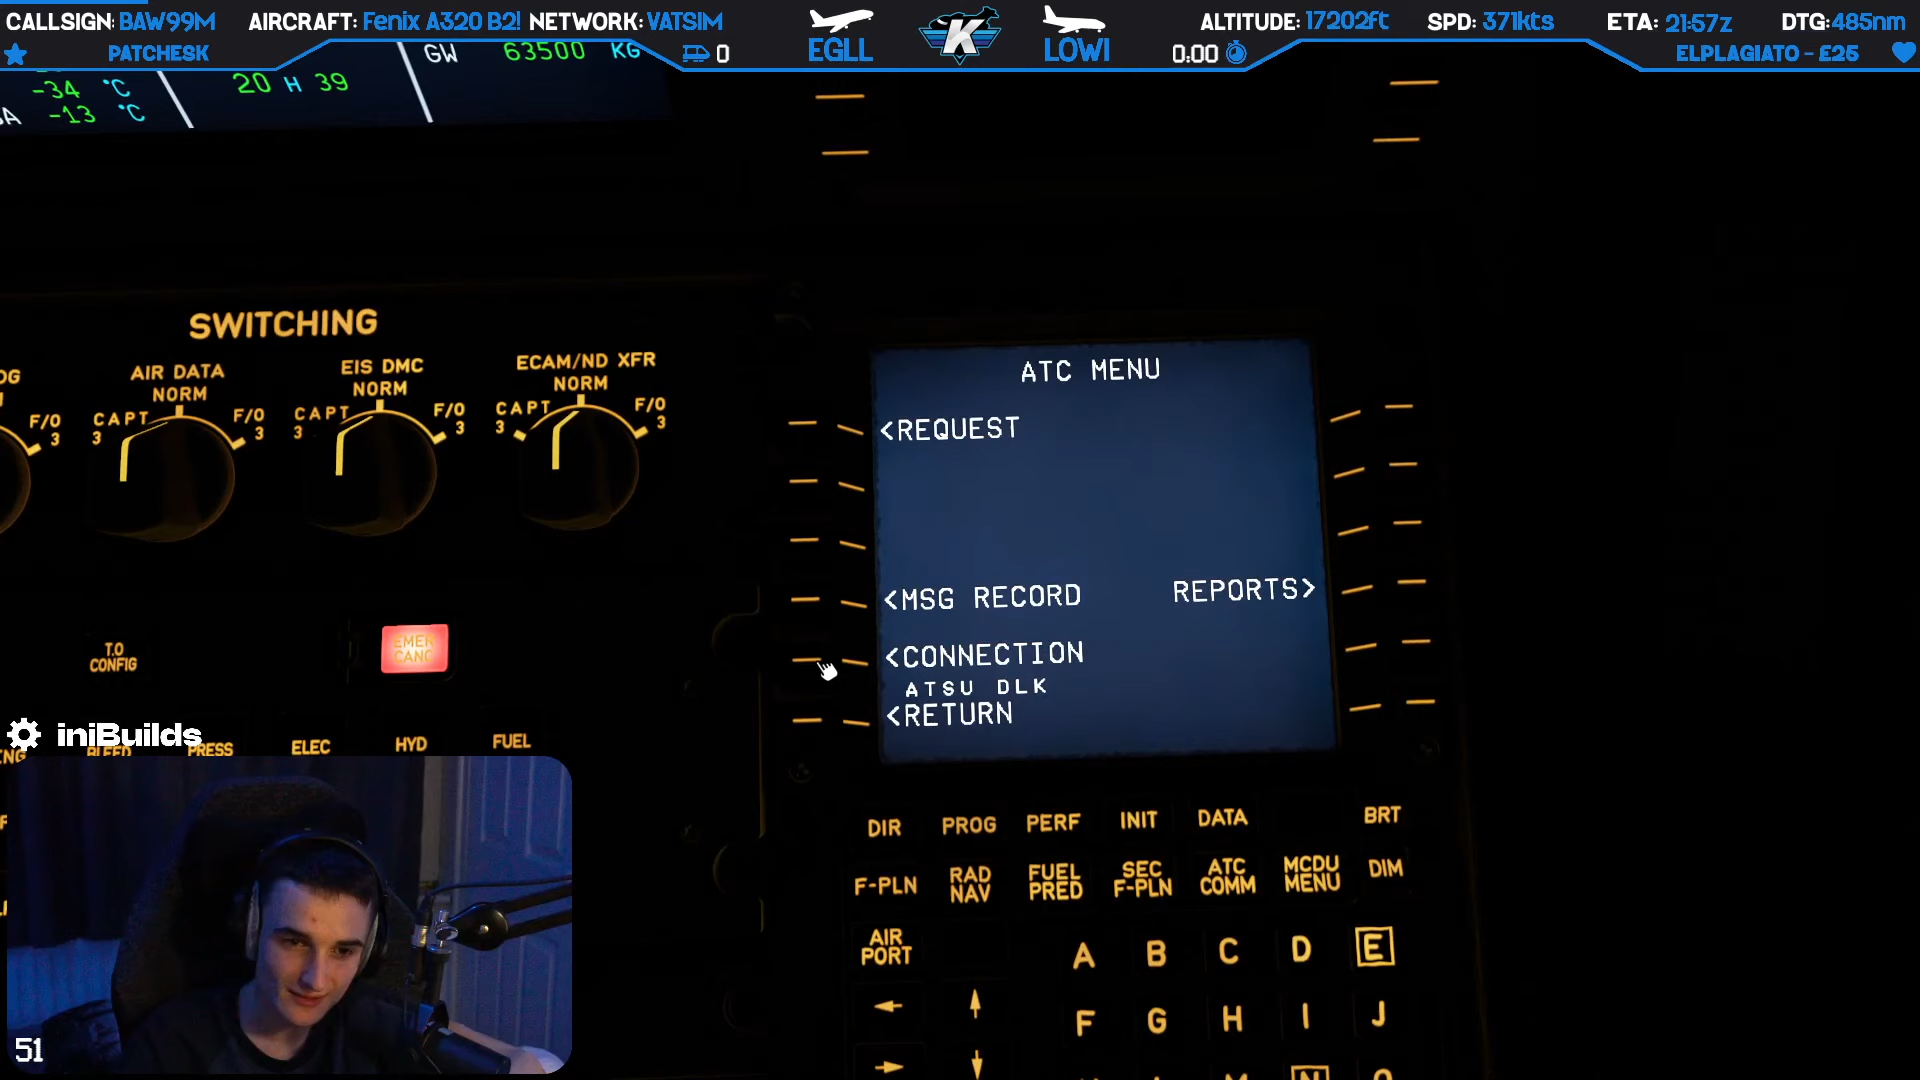 CALLSIGN: BAW99M AIRCRAFT: Fenix A320 B2! NETWORK: VATSIM
ALTITUDE: 17202ft SPD: 371kts ETA: 21:57z DTG: 485nm
PATCHESK
0
EGLL
K
LOWI
0:00
ELPLAGIATO - £25
GW 63500 KG
-34 °C
20 H 39
-13 °C
SWITCHING
AIR DATA
NORM
CAPT
3
F/O
3
EIS DMC
NORM
CAPT
3
F/O
3
ECAM/ND XFR
NORM
CAPT
3
F/O
3
F/O
3
ATC MENU
<REQUEST
<MSG RECORD REPORTS>
<CONNECTION
ATSU DLK
<RETURN
T.O
CONFIG
EMER
CANC
iniBuilds
BLEED PRESS ELEC HYD FUEL
DIR PROG PERF INIT DATA BRT
F-PLN RAD NAV FUEL PRED SEC F-PLN ATC COMM MCDU MENU DIM
AIR PORT
A B C D E
F G H I J
51